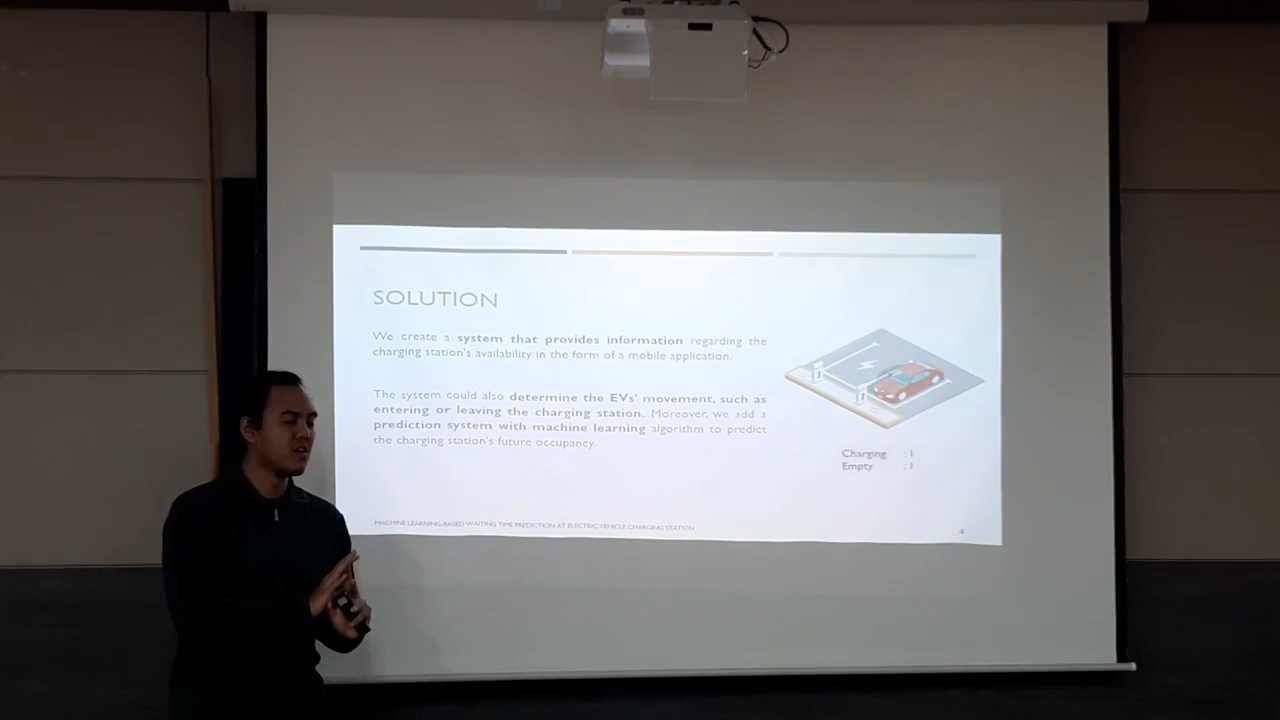 SOLUTION
We create a system that provides information regarding the
charging station's availability in the form of a mobile application.
The system could also determine the EVs' movement, such as
entering or leaving the charging station. Moreover, we add a
prediction system with machine learning algorithm to predict
the charging station's future occupancy.
Charging : 1
Empty : 1
MACHINE LEARNING-BASED WAITING TIME PREDICTION AT ELECTRIC VEHICLE CHARGING STATION
4